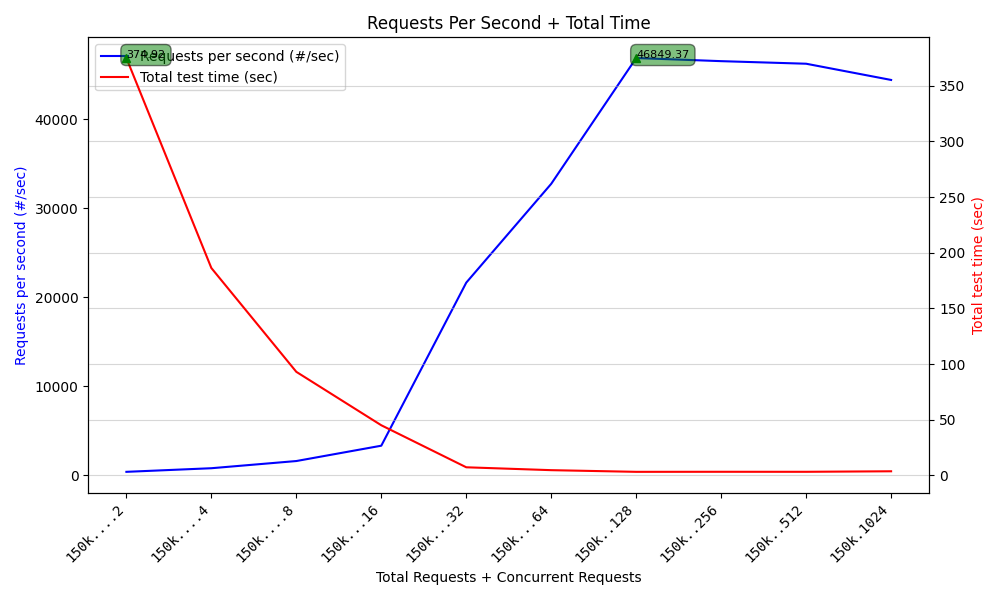 Requests Per Second + Total Time
374.92
Requests per second (#/sec)
Total test time (sec)
46849.37
Requests per second (#/sec)
40000
30000
20000
10000
0
350
300
250
200
150
100
50
0
Total test time (sec)
150k....2
150k....4
150k....8
150k...16
150k...32
150k...64
150k..128
150k..256
150k..512
150k.1024
Total Requests + Concurrent Requests